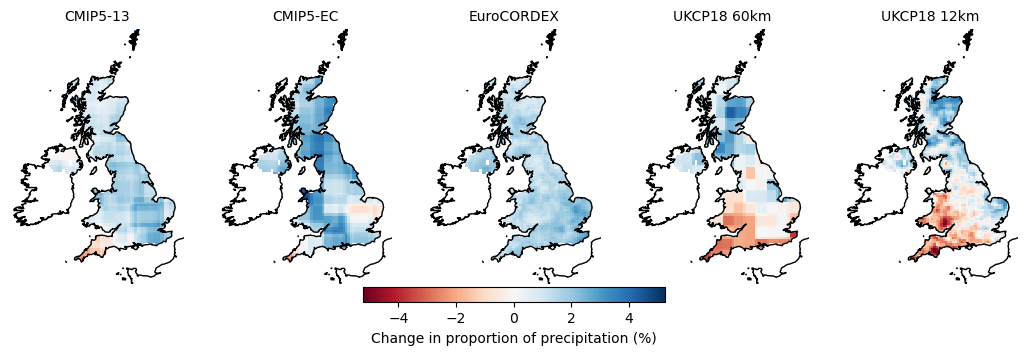 CMIP5-13 CMIP5-EC EuroCORDEX UKCP18 60km UKCP18 12km
−4 −2 0 2 4
Change in proportion of precipitation (%)